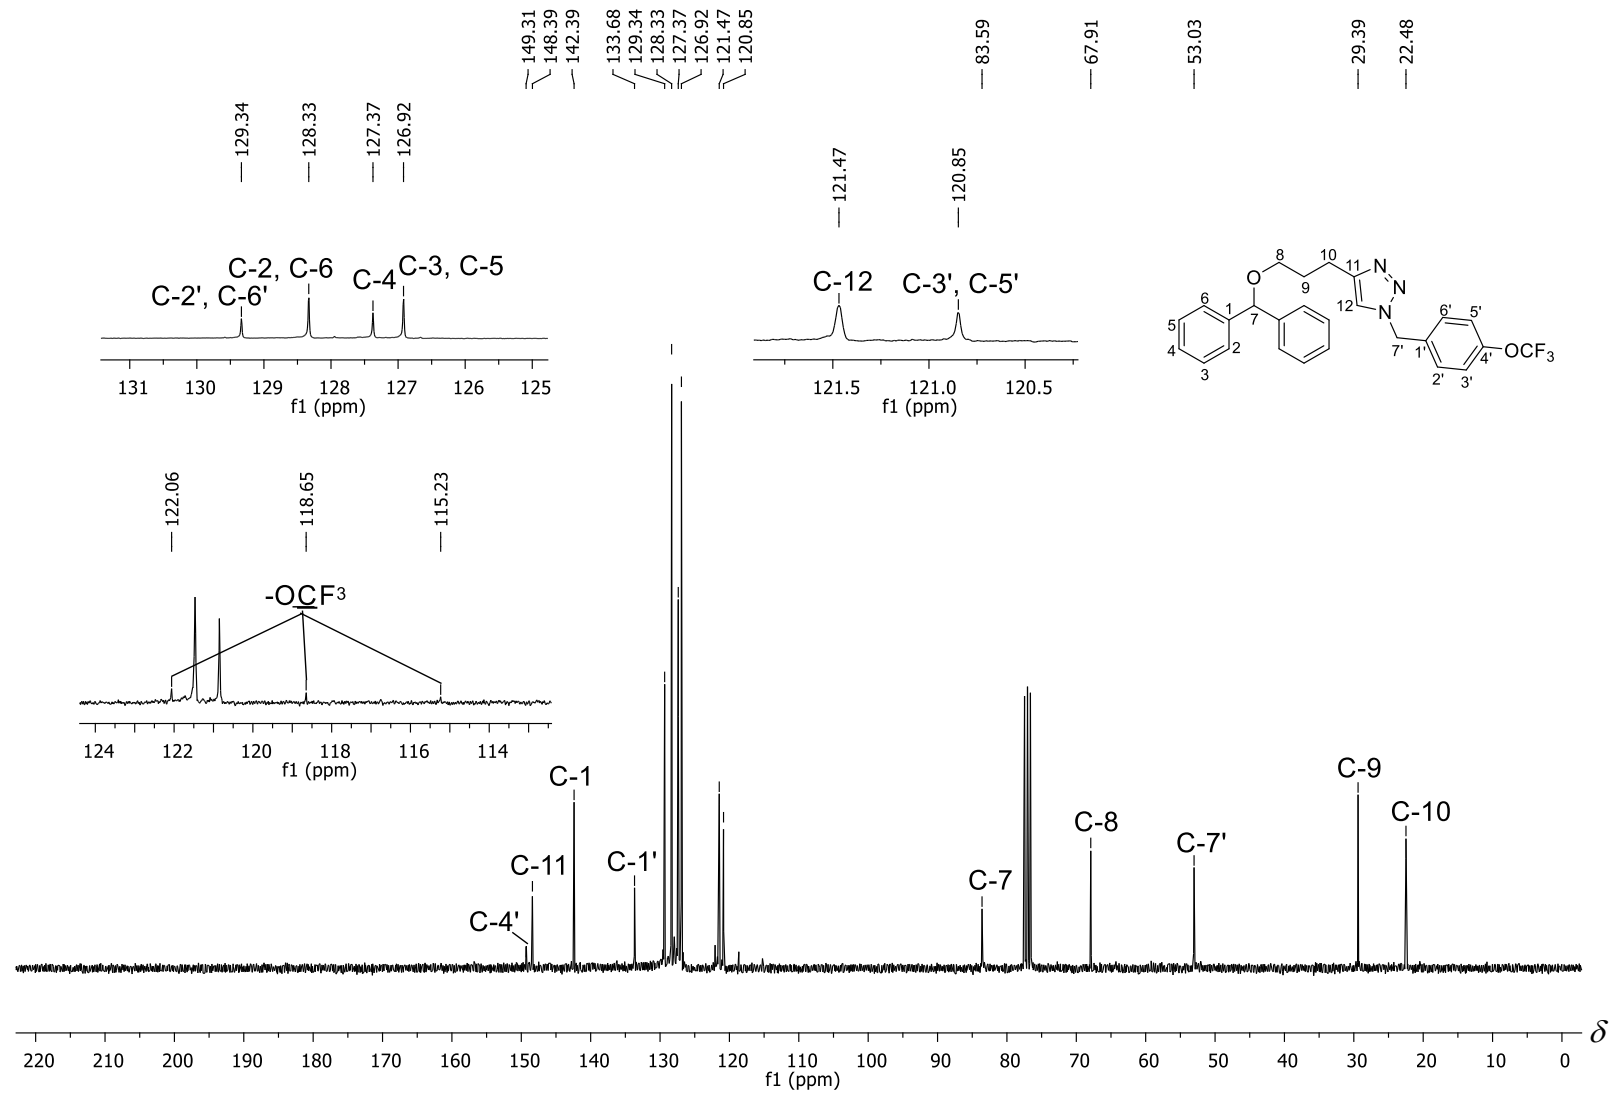 149.31
148.39
142.39
133.68
129.34
128.33
127.37
126.92
121.47
120.85
83.59
67.91
53.03
29.39
22.48
129.34
128.33
127.37
126.92
C-2', C-6'
C-2, C-6
C-4
C-3, C-5
131 130 129 128 127 126 125
f1 (ppm)
121.47
120.85
C-12
C-3', C-5'
121.5 121.0 120.5
f1 (ppm)
8
10
9
11
N
N
N
12
O
7
1
6
5
4
3
2
7'
1'
6'
5'
4'
3'
2'
OCF3
122.06
118.65
115.23
-OCF3
124 122 120 118 116 114
f1 (ppm)
C-4'
C-11
C-1
C-1'
C-7
C-8
C-7'
C-9
C-10
220 210 200 190 180 170 160 150 140 130 120 110 100 90 80 70 60 50 40 30 20 10 0
f1 (ppm)
δ